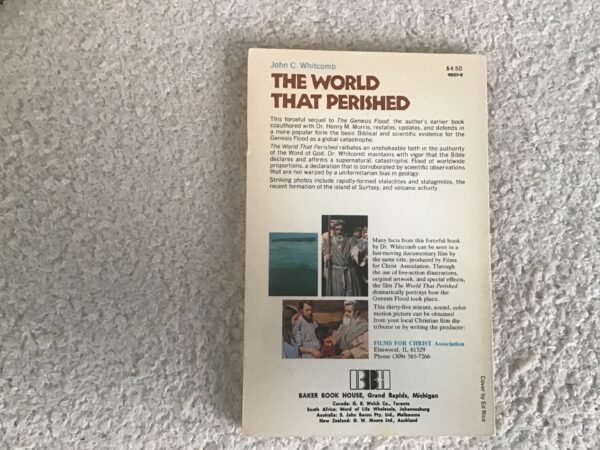 John C. Whitcomb
$4.50
9537-0
THE WORLD
THAT PERISHED
This forceful sequel to The Genesis Flood, the author's earlier book
coauthored with Dr. Henry M. Morris, restates, updates, and defends in
a more popular form the basic Biblical and scientific evidence for the
Genesis Flood as a global catastrophe.
The World That Perished radiates an unshakeable faith in the authority
of the Word of God. Dr. Whitcomb maintains with vigor that the Bible
declares and affirms a supernatural, catastrophic Flood of worldwide
proportions, a declaration that is corroborated by scientific observations
that are not warped by a uniformitarian bias in geology.
Striking photos include rapidly-formed stalactites and stalagmites, the
recent formation of the island of Surtsey, and volcanic activity.
Many facts from this forceful book
by Dr. Whitcomb can be seen in a
fast-moving documentary film by
the same title, produced by Films
for Christ Association. Through
the use of live-action illustrations,
original artwork, and special effects,
the film The World That Perished
dramatically portrays how the
Genesis Flood took place.
This thirty-five minute, sound, color
motion picture can be obtained
from your local Christian film dis-
tributor or by writing the producer:
FILMS FOR CHRIST Association
Elmwood, IL 61529
Phone (309) 565-7266
BBH
BAKER BOOK HOUSE, Grand Rapids, Michigan
Canada: G. R. Welch Co., Toronto
South Africa: Word of Life Wholesale, Johannesburg
Australia: S. John Bacon Pty. Ltd., Melbourne
New Zealand: G. W. Moore Ltd., Auckland
Cover by Ed Rice